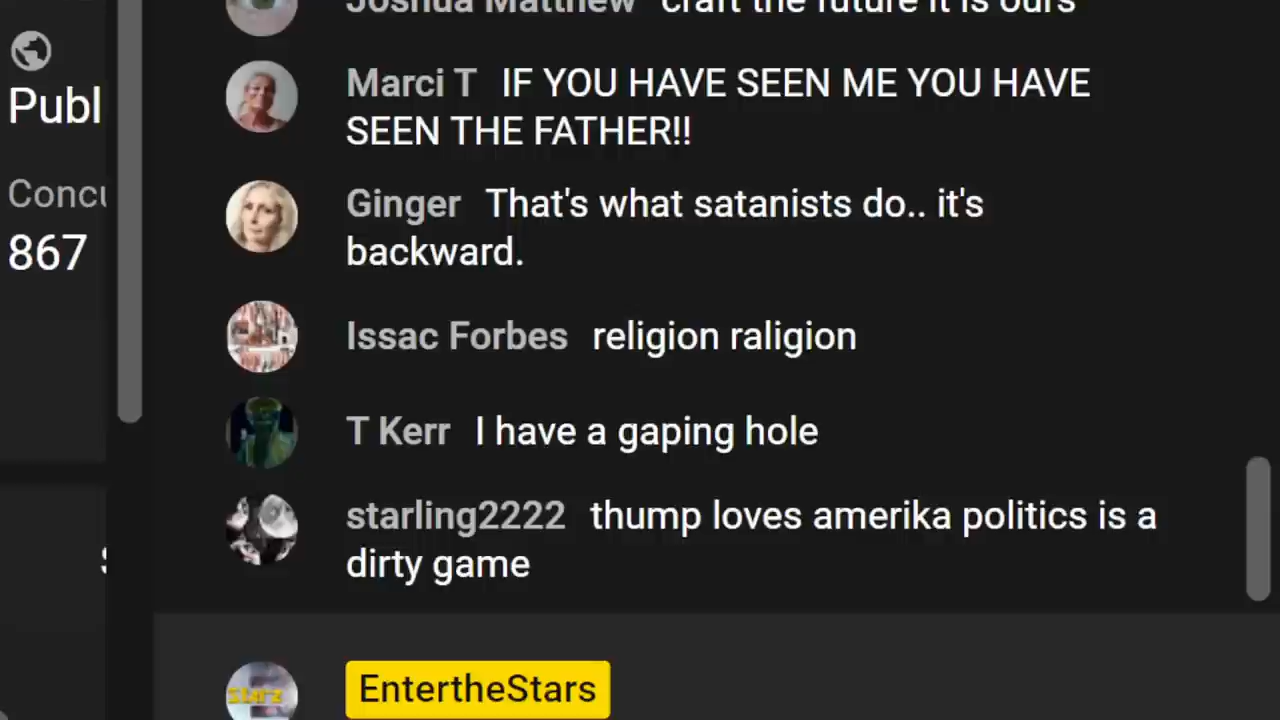 Joshua Matthew craft the future it is ours
Publ
Marci T IF YOU HAVE SEEN ME YOU HAVE
SEEN THE FATHER!!
Concu
867
Ginger That's what satanists do.. it's
backward.
Issac Forbes religion raligion
T Kerr I have a gaping hole
starling2222 thump loves amerika politics is a
dirty game
Starz
EntertheStars